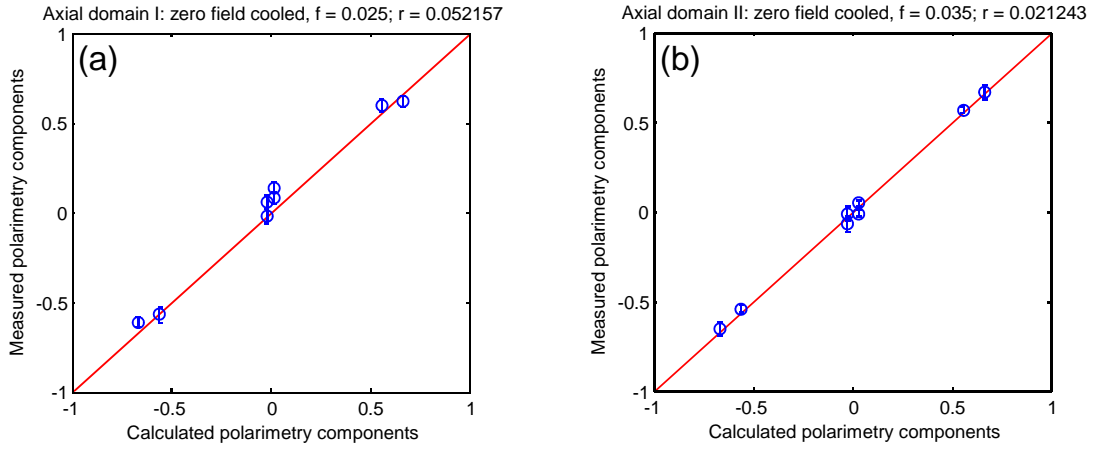 Axial domain I: zero field cooled, f = 0.025; r = 0.052157
(a)
Measured polarimetry components
1
0.5
0
-0.5
-1
-1 -0.5 0 0.5 1
Calculated polarimetry components
Axial domain II: zero field cooled, f = 0.035; r = 0.021243
(b)
Measured polarimetry components
1
0.5
0
-0.5
-1
-1 -0.5 0 0.5 1
Calculated polarimetry components